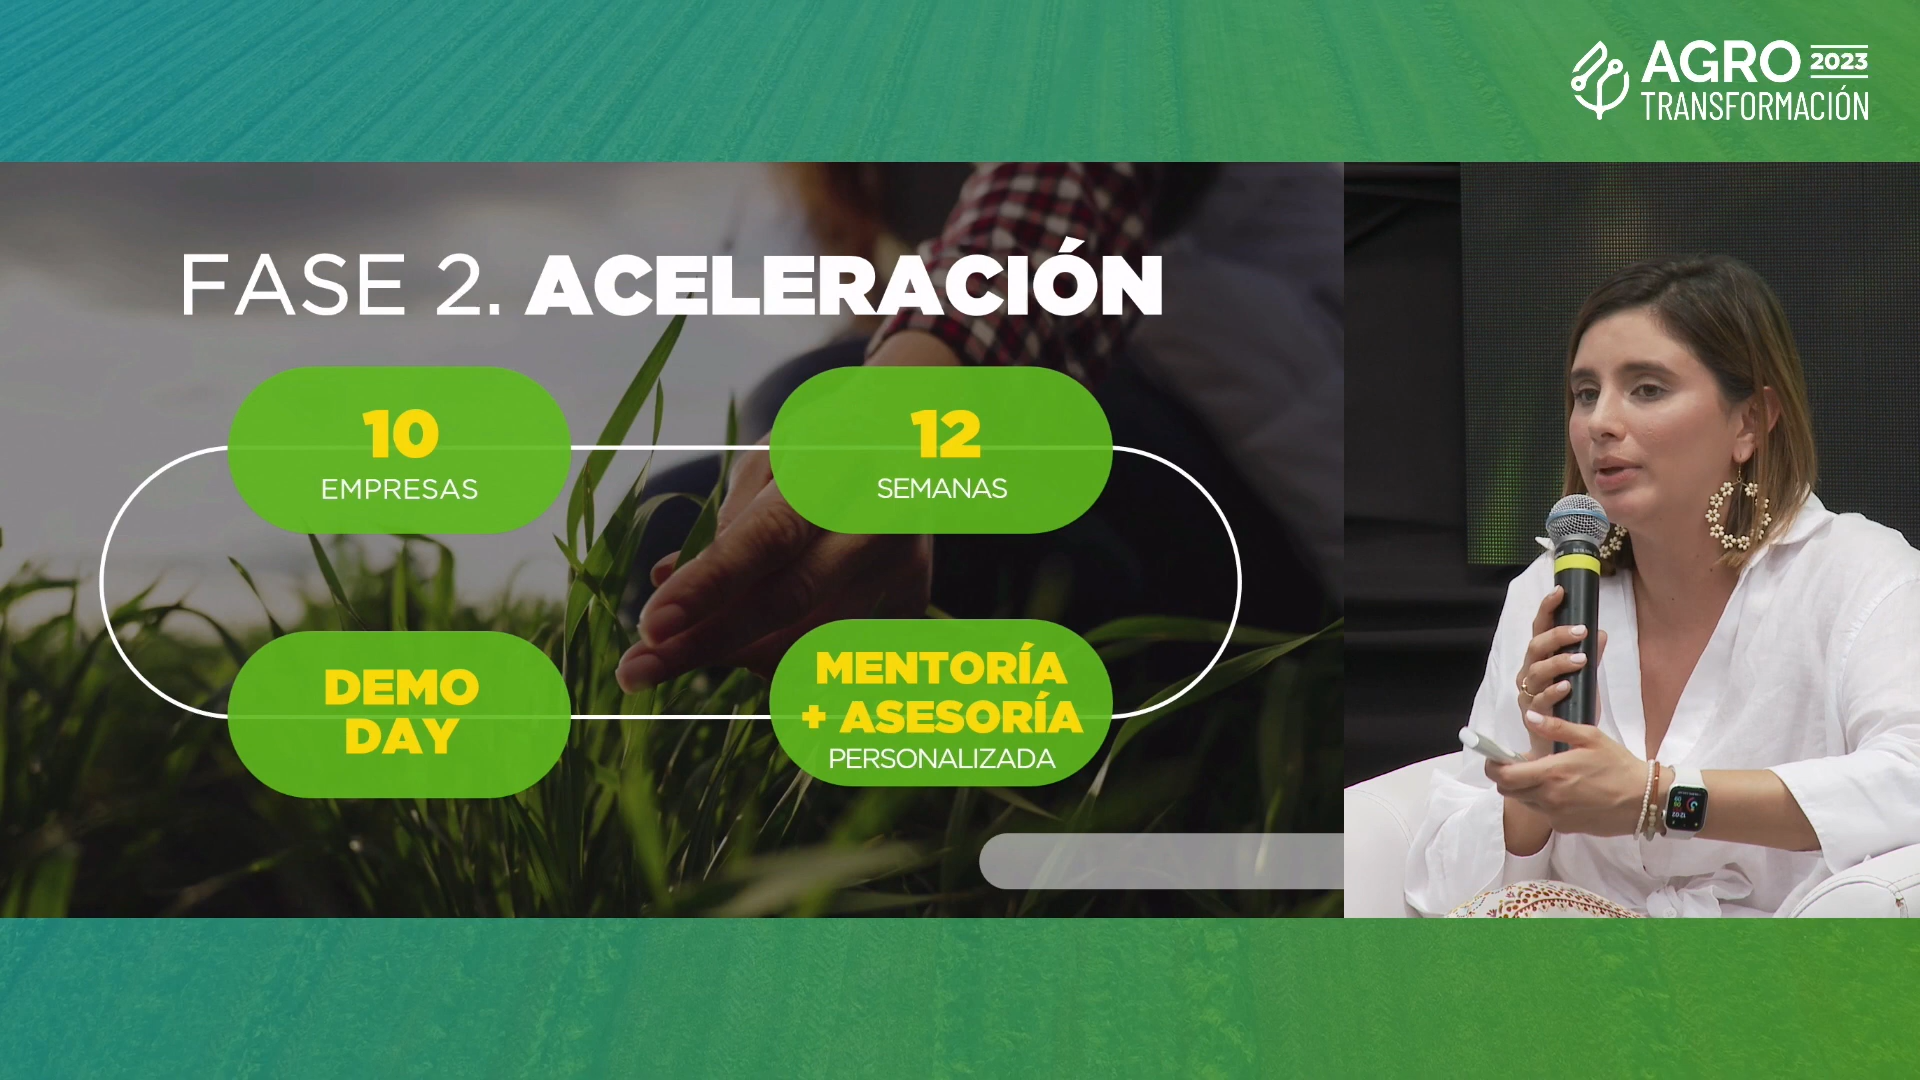 AGRO 2023
TRANSFORMACIÓN
FASE 2. ACELERACIÓN
10
EMPRESAS
12
SEMANAS
DEMO
DAY
MENTORÍA
+ ASESORÍA
PERSONALIZADA